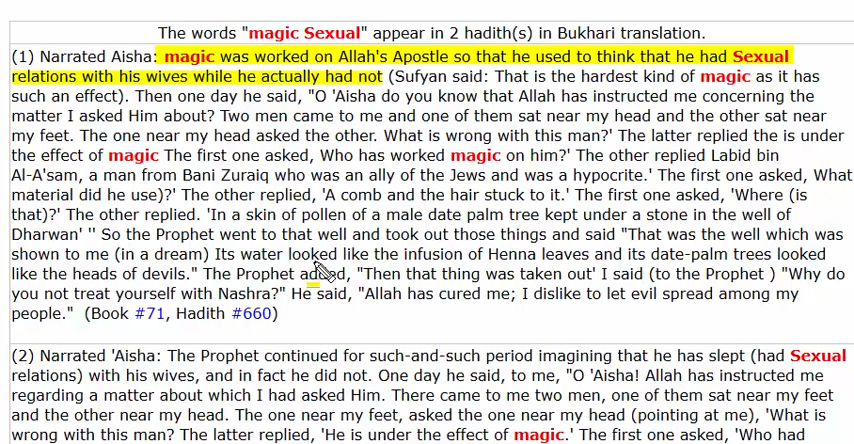 The words "magic Sexual" appear in 2 hadith(s) in Bukhari translation.
(1) Narrated Aisha: magic was worked on Allah's Apostle so that he used to think that he had Sexual
relations with his wives while he actually had not (Sufyan said: That is the hardest kind of magic as it has
such an effect). Then one day he said, "O 'Aisha do you know that Allah has instructed me concerning the
matter I asked Him about? Two men came to me and one of them sat near my head and the other sat near
my feet. The one near my head asked the other. What is wrong with this man?' The latter replied the is under
the effect of magic The first one asked, Who has worked magic on him?' The other replied Labid bin
Al-A'sam, a man from Bani Zuraiq who was an ally of the Jews and was a hypocrite.' The first one asked, What
material did he use)?' The other replied, 'A comb and the hair stuck to it.' The first one asked, 'Where (is
that)?' The other replied. 'In a skin of pollen of a male date palm tree kept under a stone in the well of
Dharwan' '' So the Prophet went to that well and took out those things and said "That was the well which was
shown to me (in a dream) Its water looked like the infusion of Henna leaves and its date-palm trees looked
like the heads of devils." The Prophet added, "Then that thing was taken out' I said (to the Prophet ) "Why do
you not treat yourself with Nashra?" He said, "Allah has cured me; I dislike to let evil spread among my
people." (Book #71, Hadith #660)
(2) Narrated 'Aisha: The Prophet continued for such-and-such period imagining that he has slept (had Sexual
relations) with his wives, and in fact he did not. One day he said, to me, "O 'Aisha! Allah has instructed me
regarding a matter about which I had asked Him. There came to me two men, one of them sat near my feet
and the other near my head. The one near my feet, asked the one near my head (pointing at me), 'What is
wrong with this man? The latter replied, 'He is under the effect of magic.' The first one asked, 'Who had